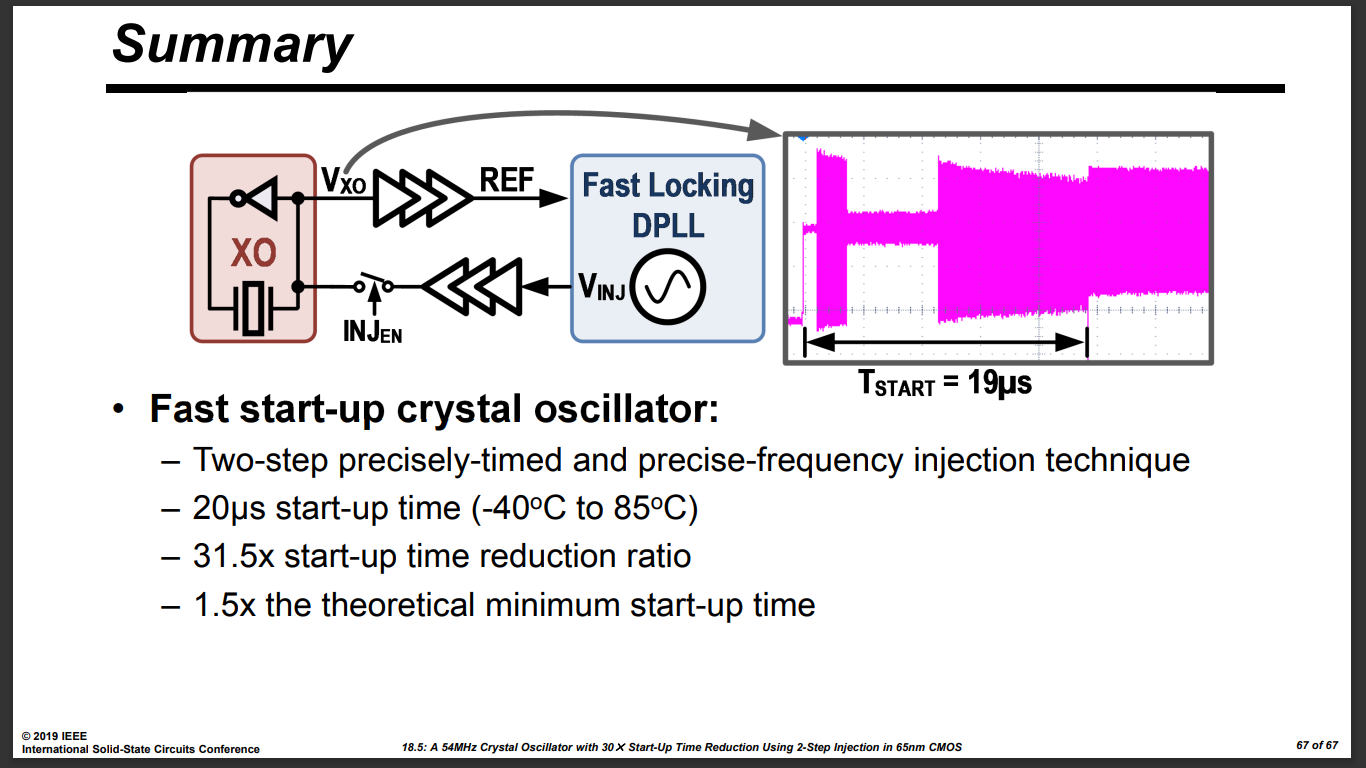 Summary
VXO
REF
XO
Fast Locking
DPLL
VINJ
INJEN
TSTART = 19µs
• Fast start-up crystal oscillator:
– Two-step precisely-timed and precise-frequency injection technique
– 20µs start-up time (-40oC to 85oC)
– 31.5x start-up time reduction ratio
– 1.5x the theoretical minimum start-up time
© 2019 IEEE
International Solid-State Circuits Conference
18.5: A 54MHz Crystal Oscillator with 30✕ Start-Up Time Reduction Using 2-Step Injection in 65nm CMOS
67 of 67